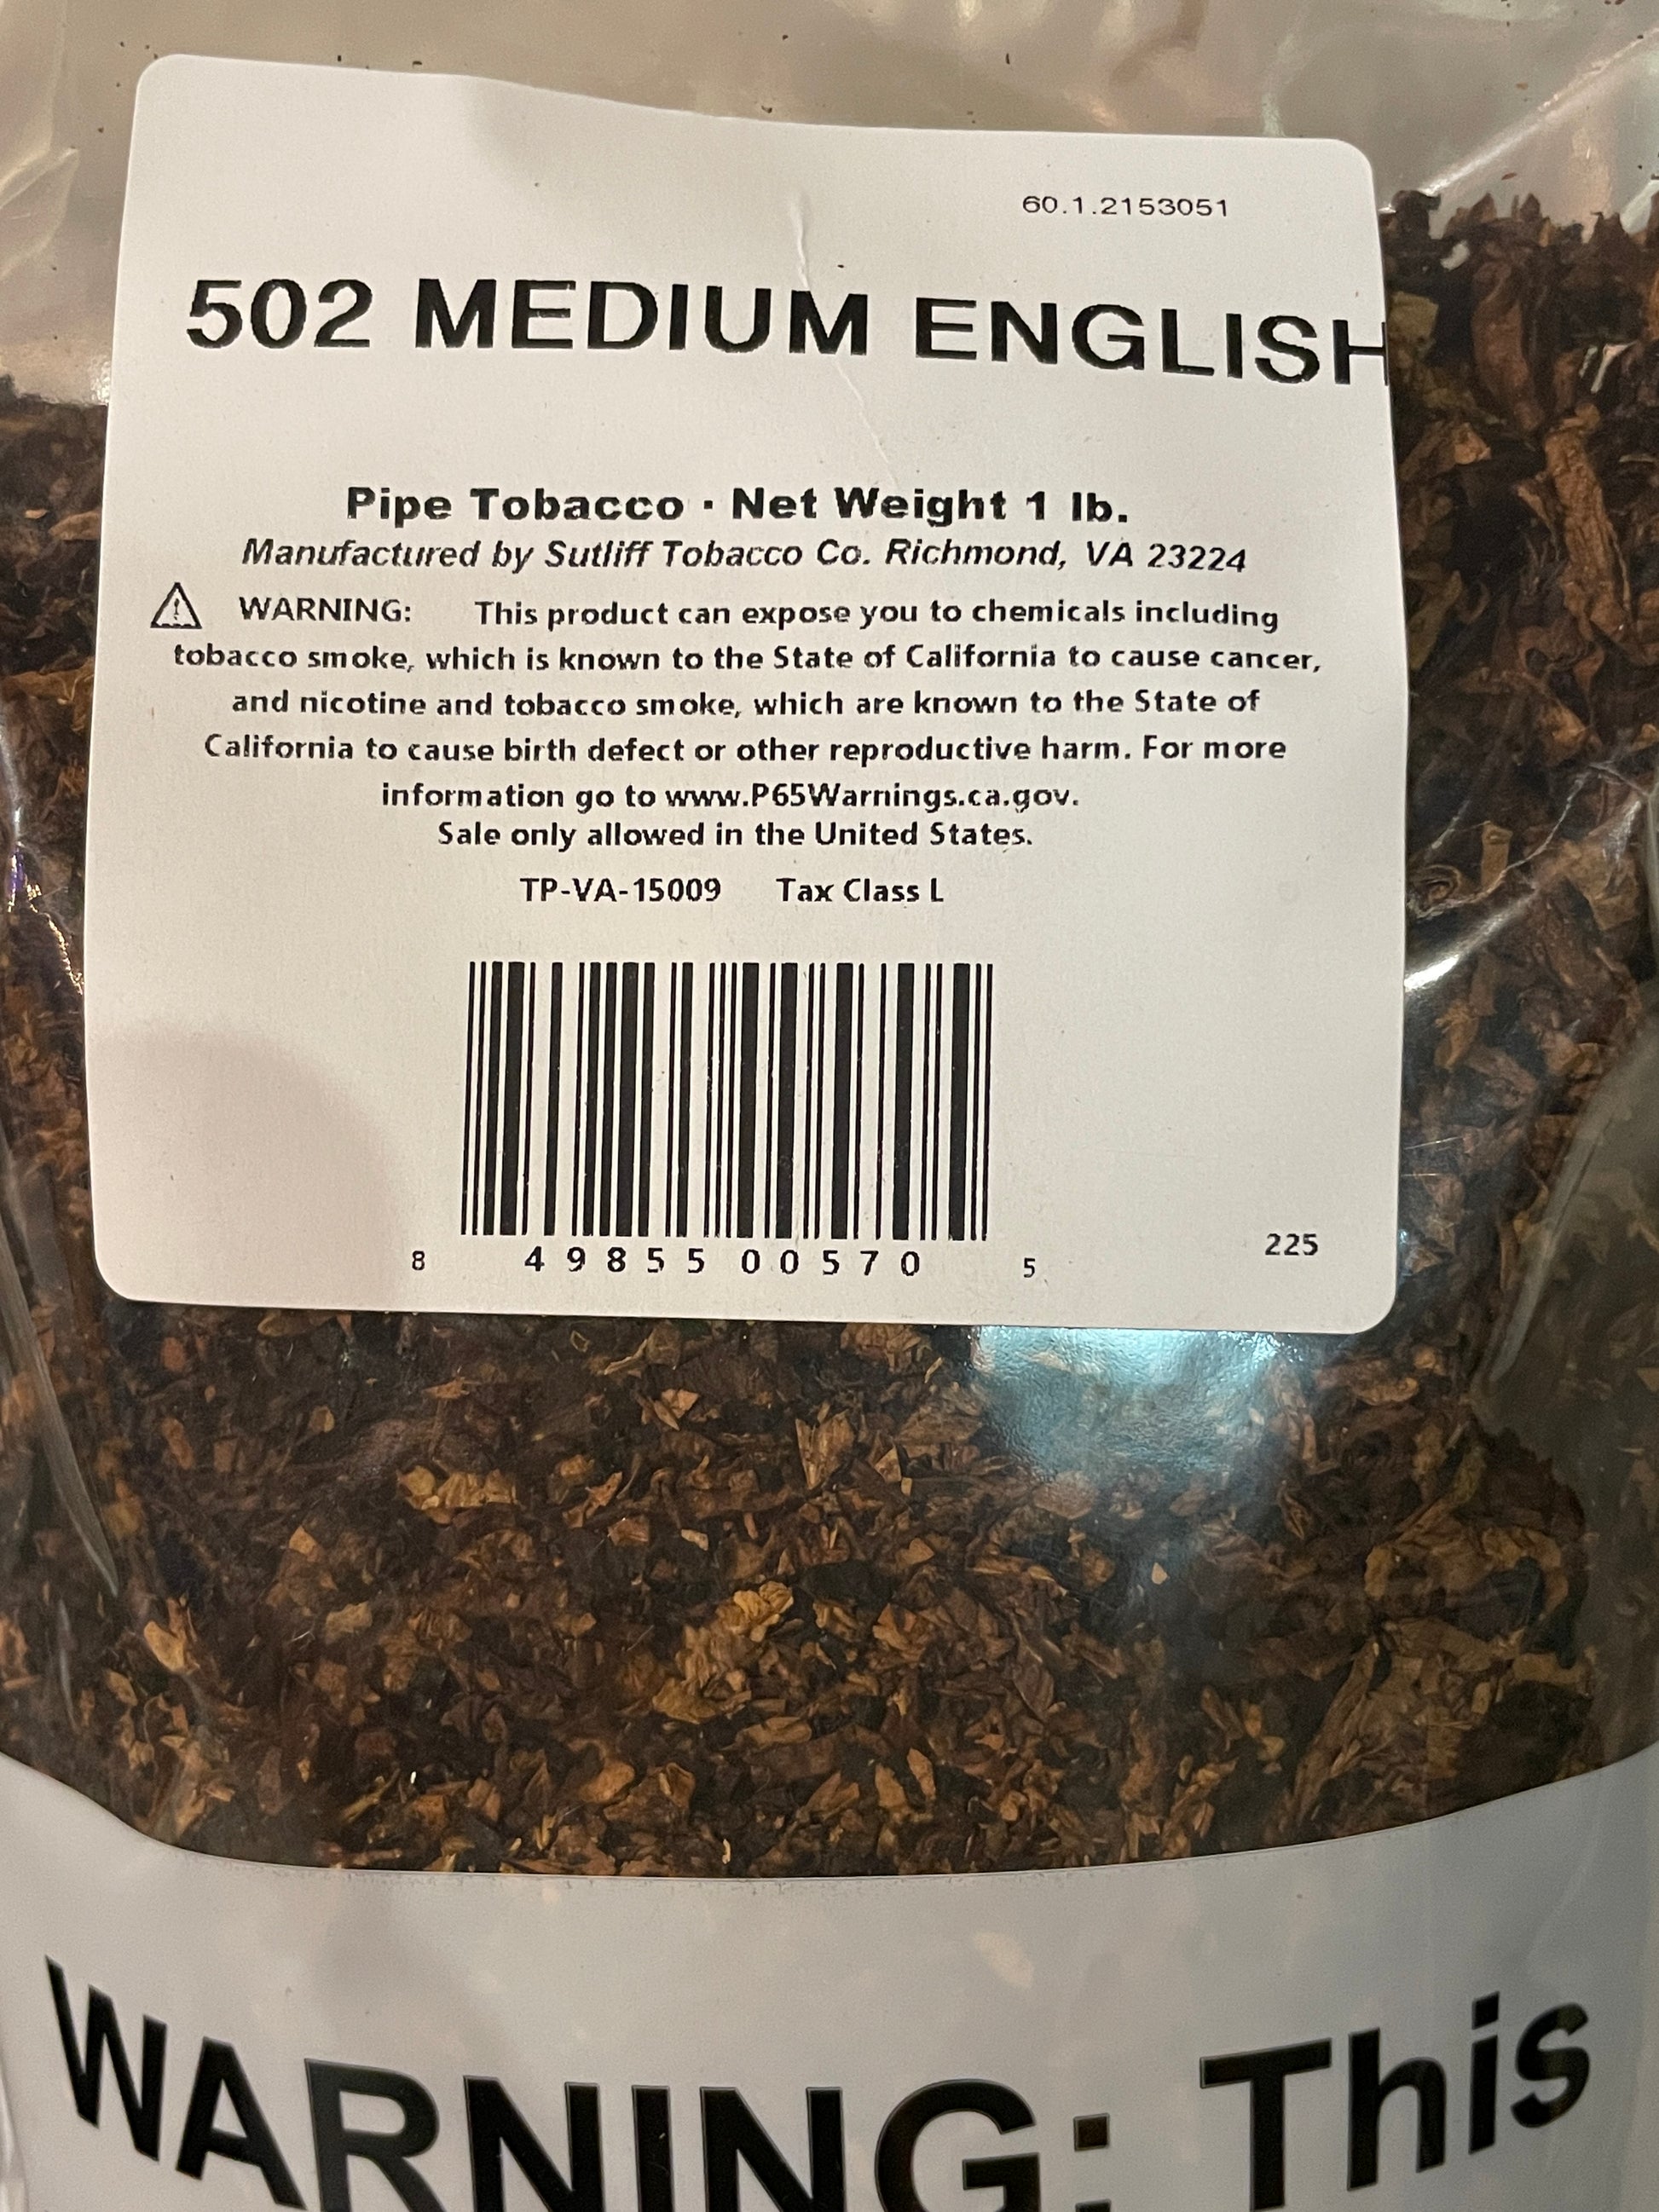 60.1.2153051
502 MEDIUM ENGLISH
Pipe Tobacco · Net Weight 1 lb.
Manufactured by Sutliff Tobacco Co. Richmond, VA 23224
WARNING: This product can expose you to chemicals including
tobacco smoke, which is known to the State of California to cause cancer,
and nicotine and tobacco smoke, which are known to the State of
California to cause birth defect or other reproductive harm. For more
information go to www.P65Warnings.ca.gov.
Sale only allowed in the United States.
TP-VA-15009 Tax Class L
8 49855 00570 5
225
WARNING: This